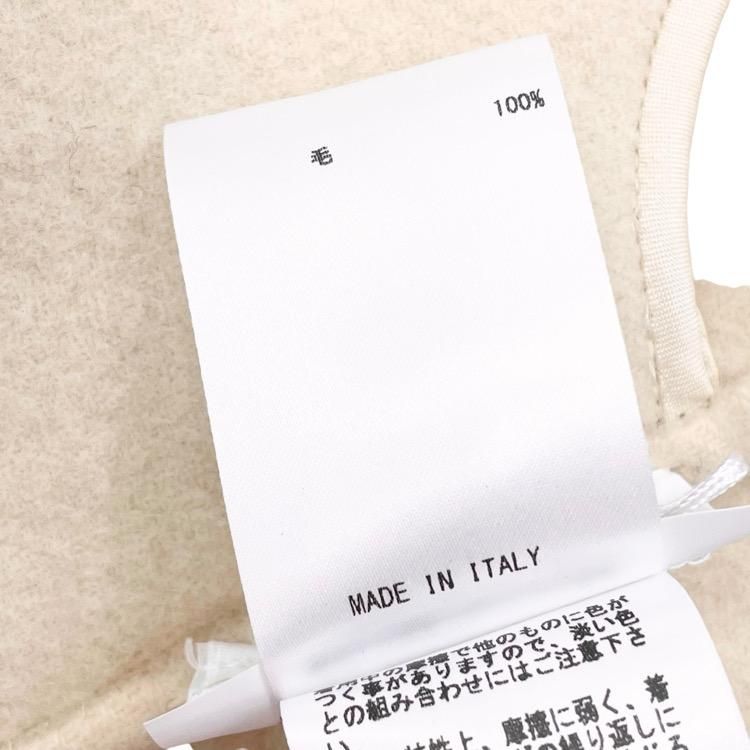 毛 100%
MADE IN ITALY
摩擦で他のものに色が
つく事がありますので、淡い色
との組み合わせにはご注意下さ
い。
性上、摩擦に弱く、着
の繰り返しに